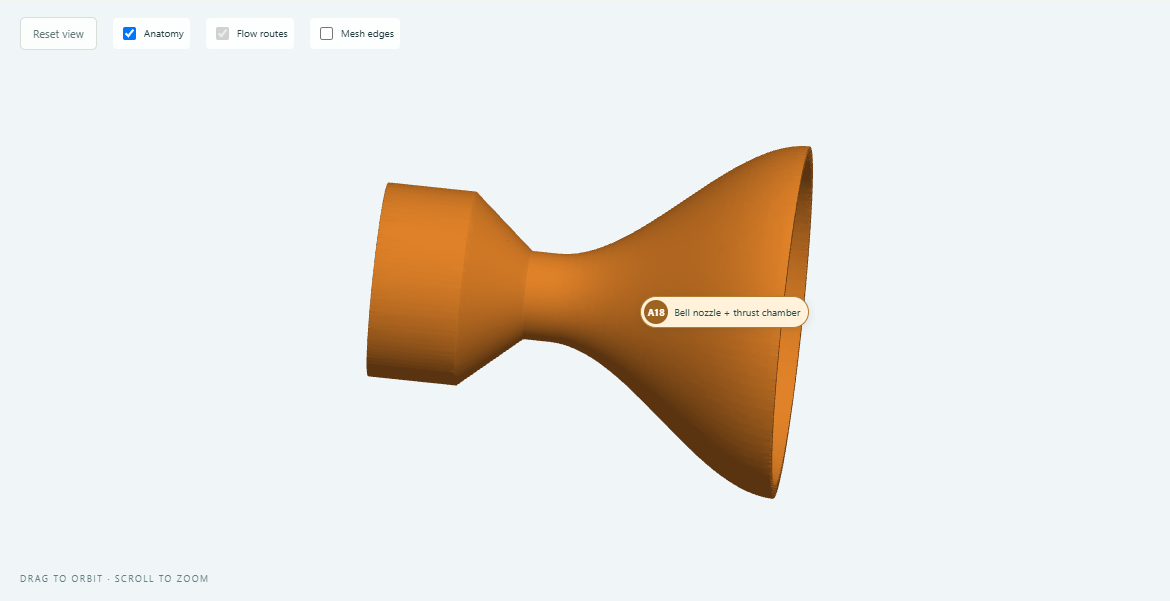 Reset view
Anatomy
Flow routes
Mesh edges
A18 Bell nozzle + thrust chamber
DRAG TO ORBIT · SCROLL TO ZOOM